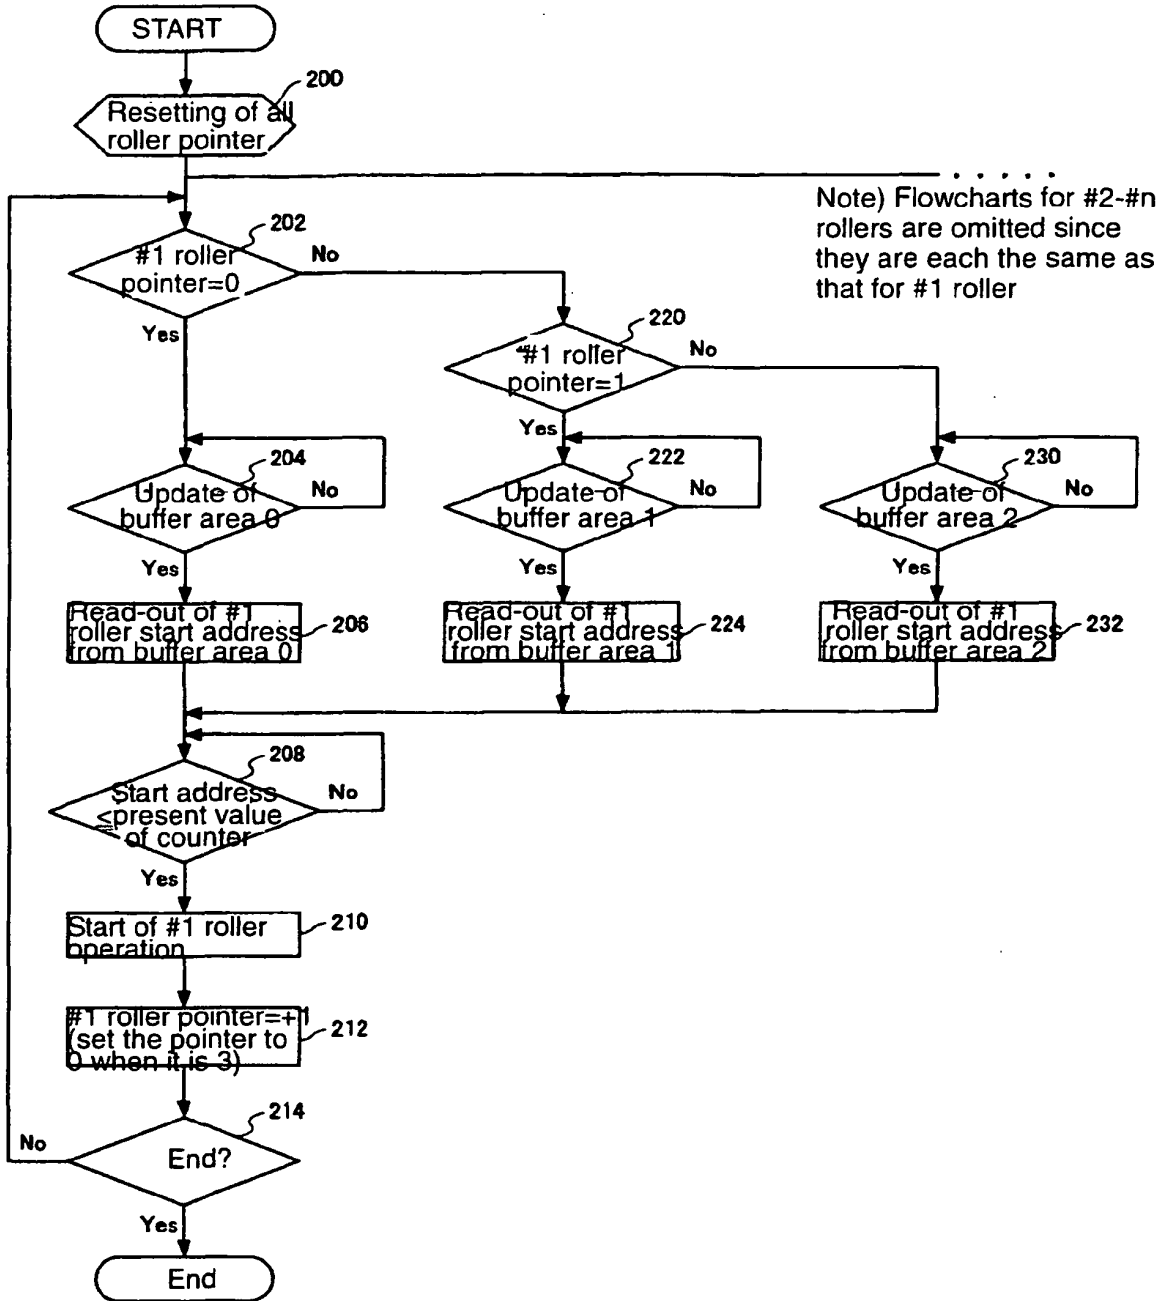 START
200
Resetting of all
roller pointer
Note) Flowcharts for #2-#n
rollers are omitted since
they are each the same as
that for #1 roller
202
#1 roller
pointer=0
No
Yes
220
#1 roller
pointer=1
No
Yes
204
Update of
buffer area 0
No
Yes
222
Update of
buffer area 1
No
Yes
230
Update of
buffer area 2
No
Yes
Read-out of #1
roller start address
from buffer area 0
206
Read-out of #1
roller start address
from buffer area 1
224
Read-out of #1
roller start address
from buffer area 2
232
208
Start address
≤present value
of counter
No
Yes
Start of #1 roller
operation
210
#1 roller pointer=+1
(set the pointer to
0 when it is 3)
212
214
End?
No
Yes
End